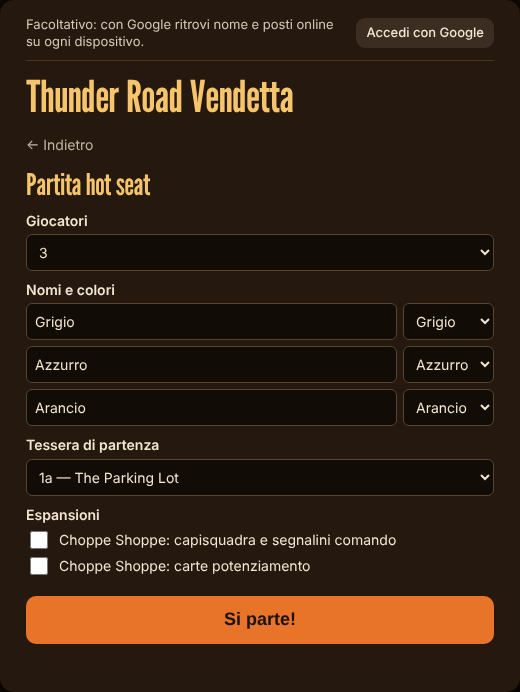 Facoltativo: con Google ritrovi nome e posti online
su ogni dispositivo.
Accedi con Google
Thunder Road Vendetta
← Indietro
Partita hot seat
Giocatori
3
Nomi e colori
Grigio Grigio
Azzurro Azzurro
Arancio Arancio
Tessera di partenza
1a — The Parking Lot
Espansioni
Choppe Shoppe: capisquadra e segnalini comando
Choppe Shoppe: carte potenziamento
Si parte!